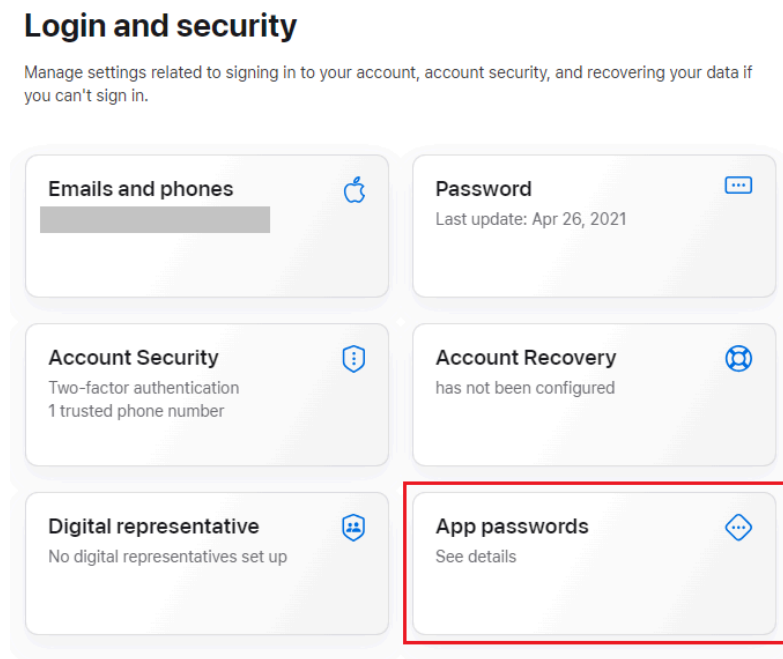 Login and security
Manage settings related to signing in to your account, account security, and recovering your data if
you can't sign in.
Emails and phones
Password
Last update: Apr 26, 2021
Account Security
Two-factor authentication
1 trusted phone number
Account Recovery
has not been configured
Digital representative
No digital representatives set up
App passwords
See details